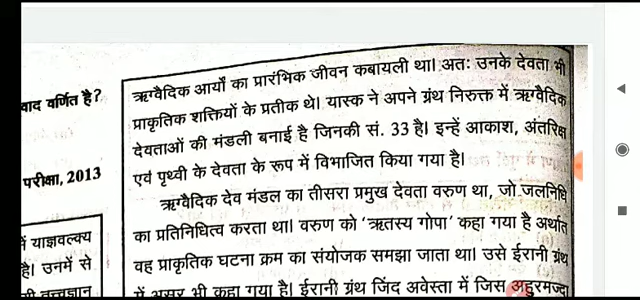 वाद वर्णित है?
परीक्षा, 2013
में याज्ञवल्क्य
है। उनमें से
तत्त्वज्ञान
ऋग्वैदिक आर्यों का प्रारंभिक जीवन कबायली था। अतः उनके देवता भी
प्राकृतिक शक्तियों के प्रतीक थे। यास्क ने अपने ग्रंथ निरुक्त में ऋग्वैदिक
देवताओं की मंडली बनाई है जिनकी सं. 33 है। इन्हें आकाश, अंतरिक्ष
एवं पृथ्वी के देवता के रूप में विभाजित किया गया है।
ऋग्वैदिक देव मंडल का तीसरा प्रमुख देवता वरुण था, जो जलनिधि
का प्रतिनिधित्व करता था। वरुण को 'ऋतस्य गोपा' कहा गया है अर्थात
वह प्राकृतिक घटना क्रम का संयोजक समझा जाता था। उसे ईरानी ग्रंथ
में असुर भी कहा गया है। ईरानी ग्रंथ जिंद अवेस्ता में जिस अहुरमज्दा